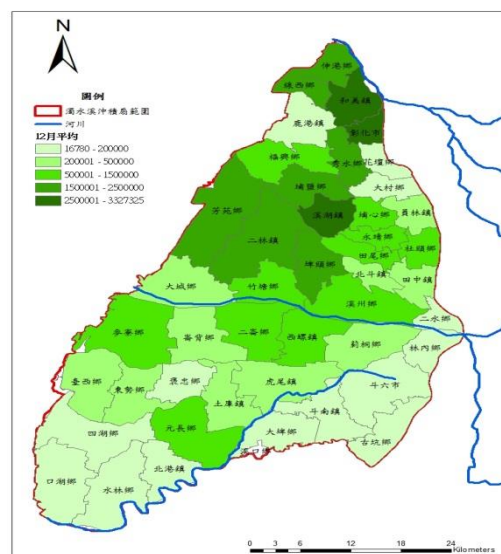 N
圖例
濁水溪沖積扇範圍
河川
12月平均
16780 - 200000
200001 - 500000
500001 - 1500000
1500001 - 2500000
2500001 - 3327325
伸港鄉
線西鄉
和美鎮
鹿港鎮
彰化市
福興鄉
秀水鄉
花壇鄉
大村鄉
埔鹽鄉
芳苑鄉
溪湖鎮
埔心鄉
員林鎮
二林鎮
永靖鄉
社頭鄉
埤頭鄉
田尾鄉
北斗鎮
田中鎮
大城鄉
竹塘鄉
溪州鄉
二水鄉
麥寮鄉
崙背鄉
二崙鄉
西螺鎮
莿桐鄉
林內鄉
臺西鄉
東勢鄉
褒忠鄉
虎尾鎮
斗六市
土庫鎮
斗南鎮
四湖鄉
元長鄉
大埤鄉
古坑鄉
北港鎮
溪口鄉
口湖鄉
水林鄉
0 3 6 12 18 24
Kilometers